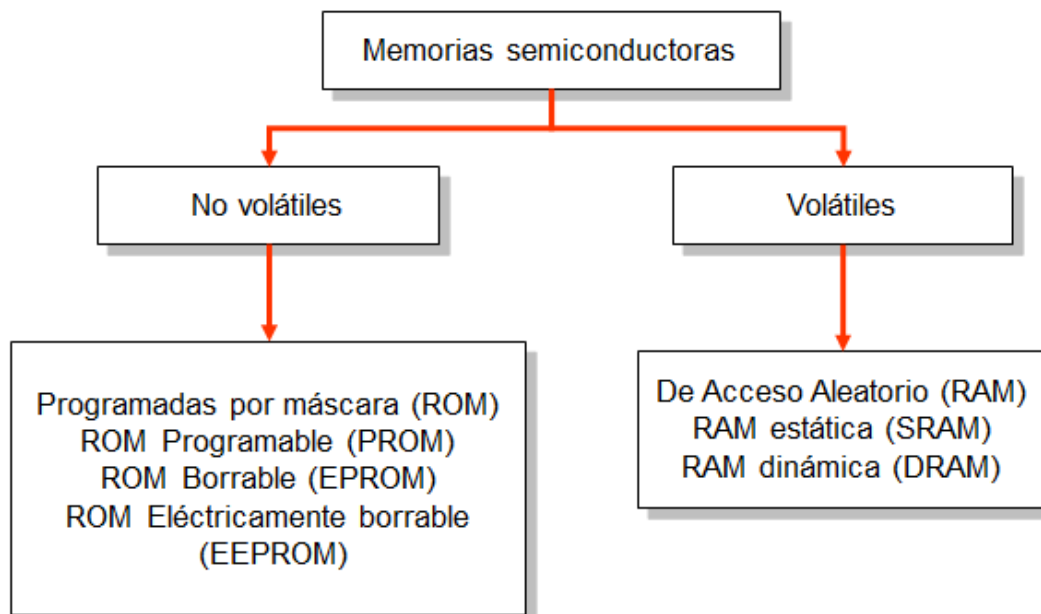 Memorias semiconductoras
No volátiles
Volátiles
Programadas por máscara (ROM)
ROM Programable (PROM)
ROM Borrable (EPROM)
ROM Eléctricamente borrable
(EEPROM)
De Acceso Aleatorio (RAM)
RAM estática (SRAM)
RAM dinámica (DRAM)